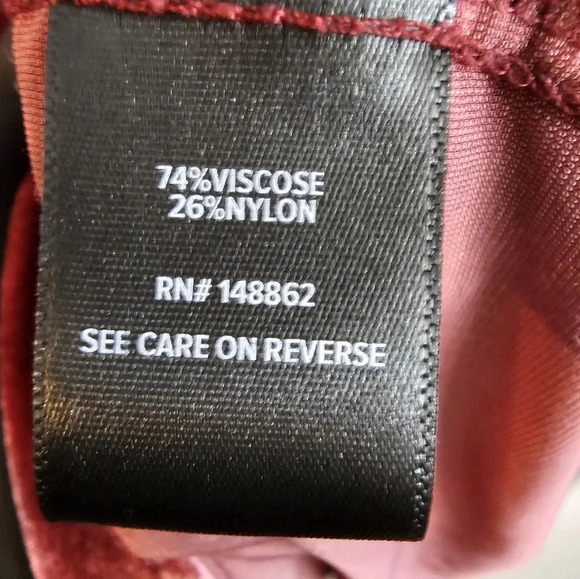 74%VISCOSE
26%NYLON
RN# 148862
SEE CARE ON REVERSE